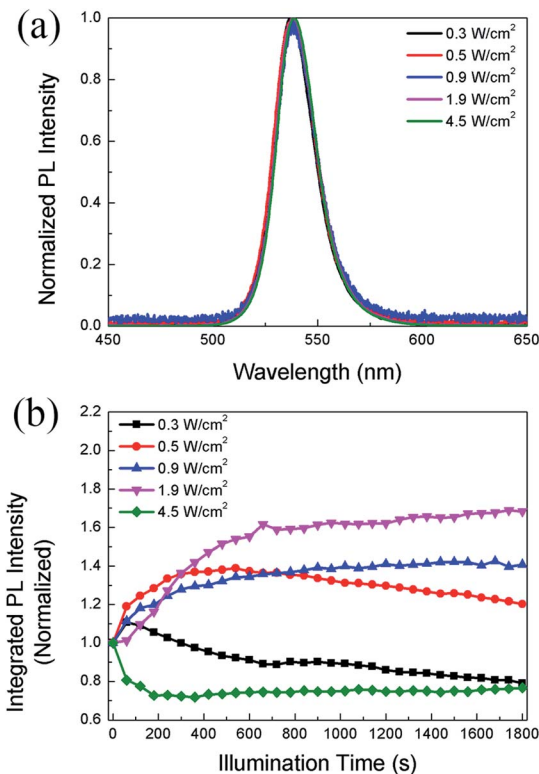 (a)
1.0
0.8
0.6
0.4
0.2
0.0
Normalized PL Intensity
0.3 W/cm²
0.5 W/cm²
0.9 W/cm²
1.9 W/cm²
4.5 W/cm²
450 500 550 600 650
Wavelength (nm)
(b)
2.2
2.0
1.8
1.6
1.4
1.2
1.0
0.8
0.6
Integrated PL Intensity
(Normalized)
0.3 W/cm²
0.5 W/cm²
0.9 W/cm²
1.9 W/cm²
4.5 W/cm²
0 200 400 600 800 1000 1200 1400 1600 1800
Illumination Time (s)